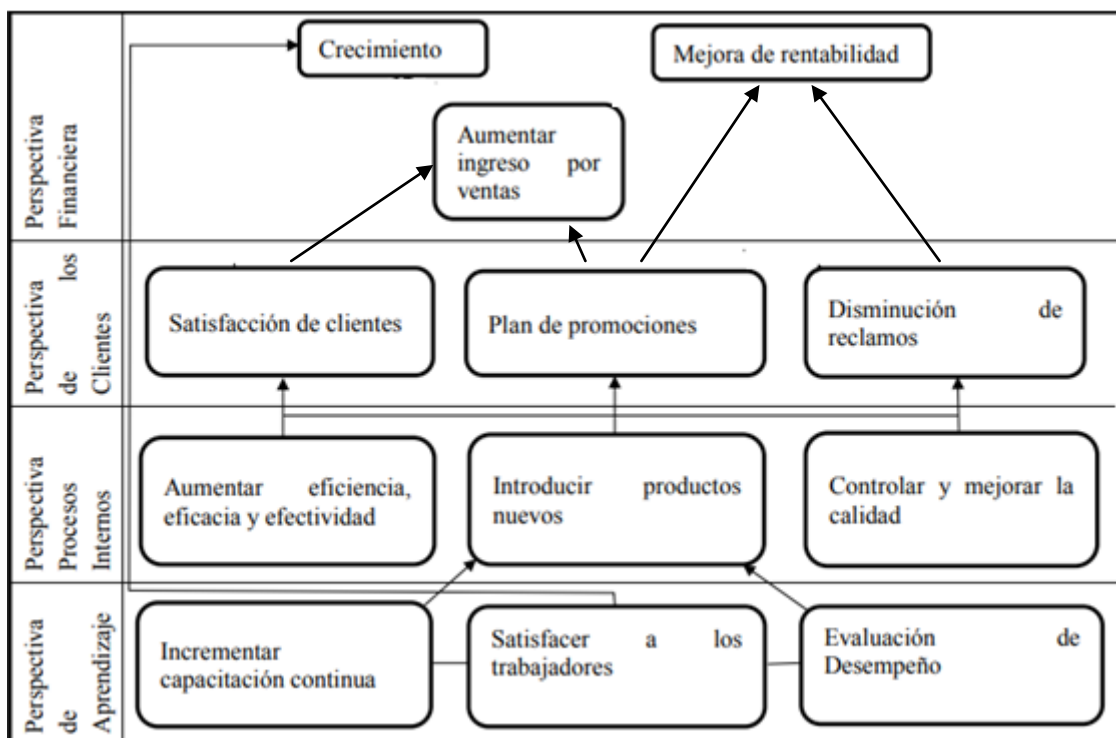 Perspectiva
Financiera
Crecimiento
Mejora de rentabilidad
Aumentar
ingreso por
ventas
Perspectiva
de los
Clientes
Satisfacción de clientes
Plan de promociones
Disminución de
reclamos
Perspectiva
Procesos
Internos
Aumentar eficiencia,
eficacia y efectividad
Introducir productos
nuevos
Controlar y mejorar la
calidad
Perspectiva
de
Aprendizaje
Incrementar
capacitación continua
Satisfacer a los
trabajadores
Evaluación de
Desempeño